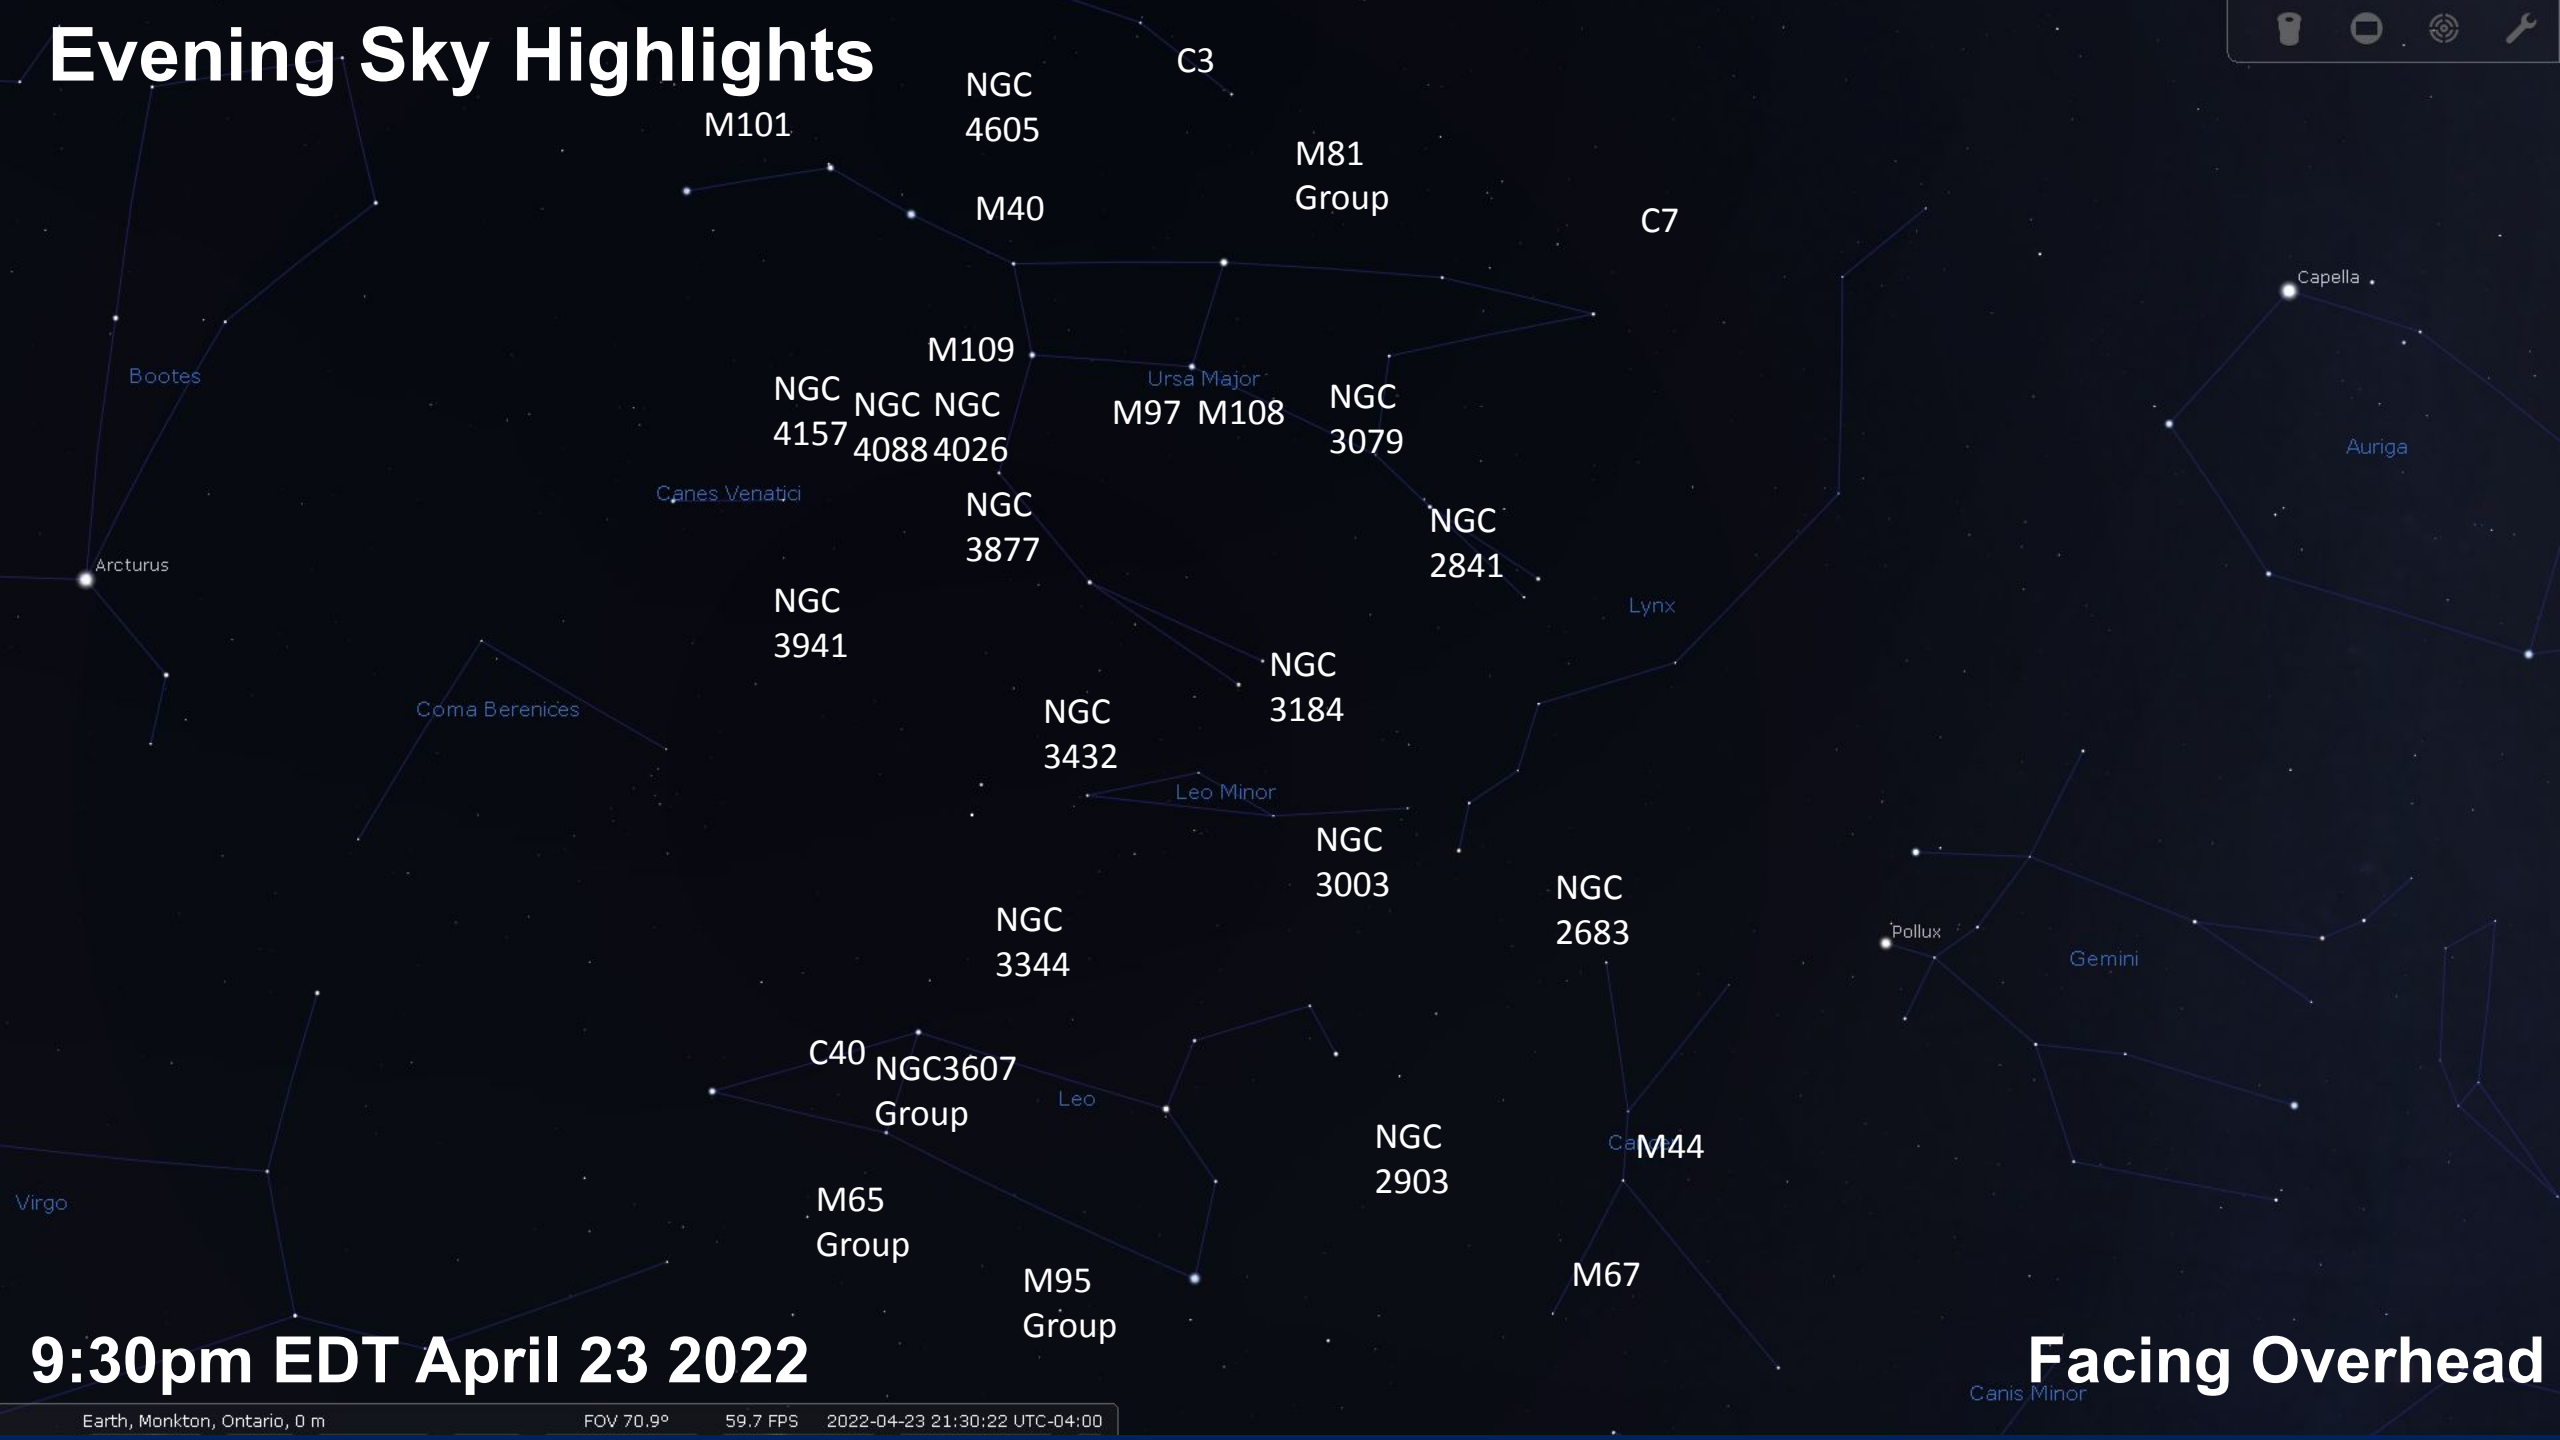 Evening Sky Highlights
C3
NGC
4605
M101
M81
Group
M40
C7
Capella
M109
Bootes
Ursa Major
NGC
4157
NGC
4088
NGC
4026
M97 M108
NGC
3079
Auriga
Canes Venatici
NGC
3877
NGC
2841
Arcturus
NGC
3941
Lynx
NGC
3184
Coma Berenices
NGC
3432
Leo Minor
NGC
3003
NGC
2683
NGC
3344
Pollux
Gemini
C40
NGC3607
Group
Leo
NGC
2903
M44
Virgo
M65
Group
M95
Group
M67
9:30pm EDT April 23 2022
Facing Overhead
Canis Minor
Earth, Monkton, Ontario, 0 m
FOV 70.9°
59.7 FPS
2022-04-23 21:30:22 UTC-04:00